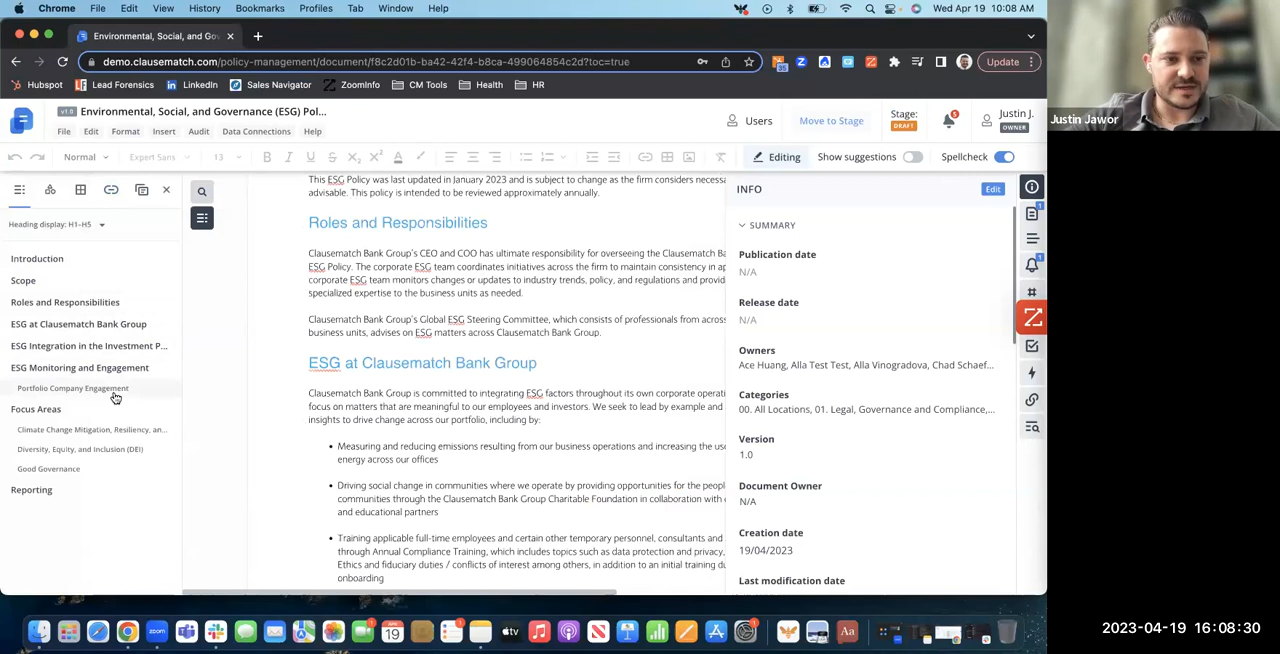 Chrome File Edit View History Bookmarks Profiles Tab Window Help Wed Apr 19 10:08 AM
Environmental, Social, and Gov
demo.clausematch.com/policy-management/document/f8c2d01b-ba42-42f4-b8ca-499064854c2d?toc=true Update
Hubspot Lead Forensics LinkedIn Sales Navigator ZoomInfo CM Tools Health HR
Justin Jawor
v1.0 Environmental, Social, and Governance (ESG) Pol...
File Edit Format Insert Audit Data Connections Help
Users Move to Stage Stage: DRAFT 5 Justin J. OWNER
Normal Expert Sans 13 Editing Show suggestions Spellcheck
Heading display: H1-H5
Introduction
Scope
Roles and Responsibilities
ESG at Clausematch Bank Group
ESG Integration in the Investment P...
ESG Monitoring and Engagement
Portfolio Company Engagement
Focus Areas
Climate Change Mitigation, Resiliency, an...
Diversity, Equity, and Inclusion (DEI)
Good Governance
Reporting
This ESG Policy was last updated in January 2023 and is subject to change as the firm considers necessa
advisable. This policy is intended to be reviewed approximately annually.
Roles and Responsibilities
Clausematch Bank Group's CEO and COO has ultimate responsibility for overseeing the Clausematch Ba
ESG Policy. The corporate ESG team coordinates initiatives across the firm to maintain consistency in ap
corporate ESG team monitors changes or updates to industry trends, policy, and regulations and provid
specialized expertise to the business units as needed.
Clausematch Bank Group's Global ESG Steering Committee, which consists of professionals from across
business units, advises on ESG matters across Clausematch Bank Group.
ESG at Clausematch Bank Group
Clausematch Bank Group is committed to integrating ESG factors throughout its own corporate operati
focus on matters that are meaningful to our employees and investors. We seek to lead by example and
insights to drive change across our portfolio, including by:
• Measuring and reducing emissions resulting from our business operations and increasing the use
energy across our offices
• Driving social change in communities where we operate by providing opportunities for the peopl
communities through the Clausematch Bank Group Charitable Foundation in collaboration with
and educational partners
• Training applicable full-time employees and certain other temporary personnel, consultants and
through Annual Compliance Training, which includes topics such as data protection and privacy,
Ethics and fiduciary duties / conflicts of interest among others, in addition to an initial training du
onboarding
INFO Edit
SUMMARY
Publication date
N/A
Release date
N/A
Owners
Ace Huang, Alla Test Test, Alla Vinogradova, Chad Schaef...
Categories
00. All Locations, 01. Legal, Governance and Compliance,...
Version
1.0
Document Owner
N/A
Creation date
19/04/2023
Last modification date
2023-04-19 16:08:30